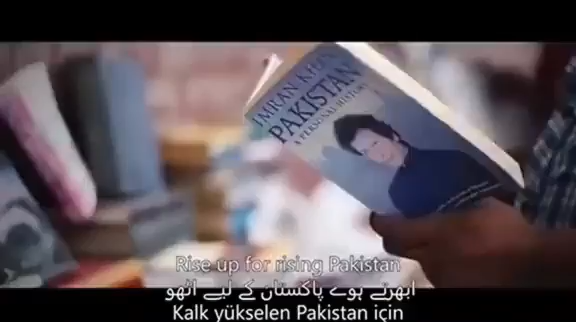 IMRAN KHAN
PAKISTAN
A PERSONAL HISTORY
Rise up for rising Pakistan
ابھرتے ہوے پاکستان کے لیے اٹھو
Kalk yükselen Pakistan için